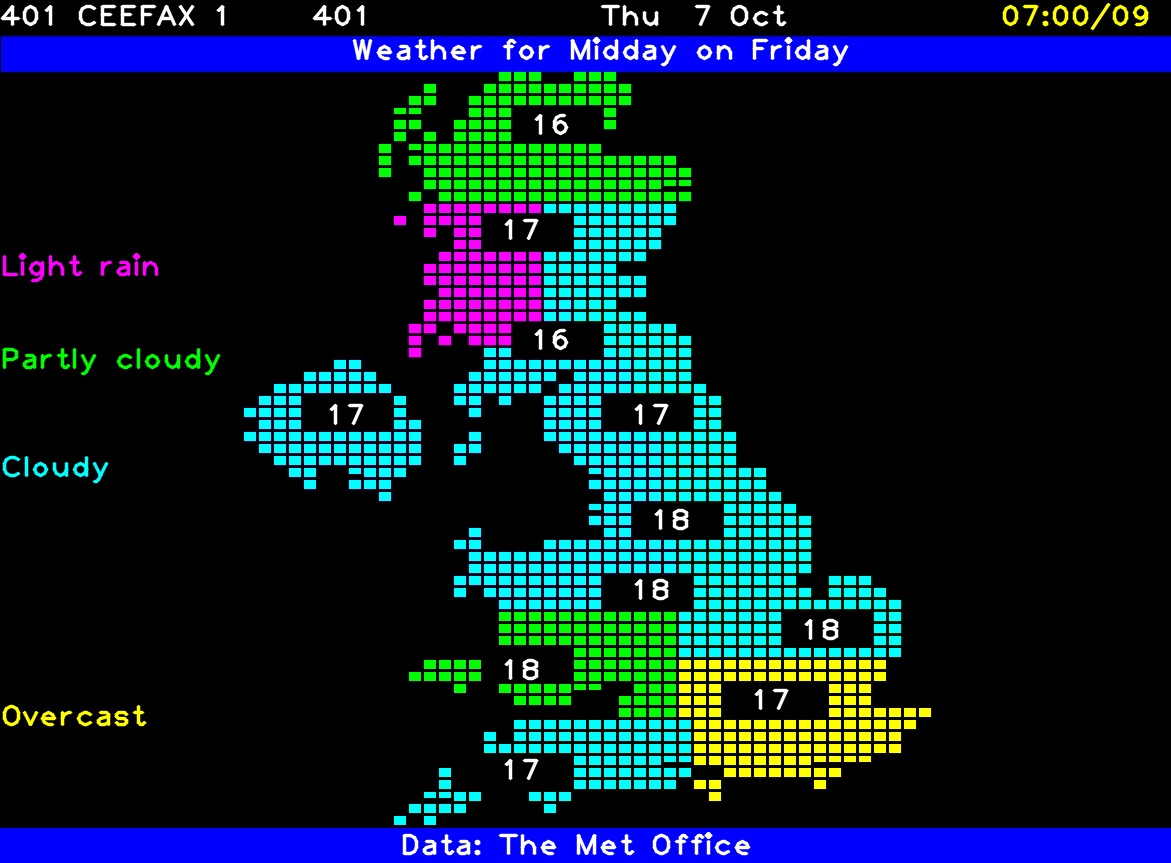 401 CEEFAX 1 401 Thu 7 Oct 07:00/09
Weather for Midday on Friday
16
17
Light rain
16
Partly cloudy
17 17
Cloudy
18
18
18
18
17
Overcast
17
Data: The Met Office